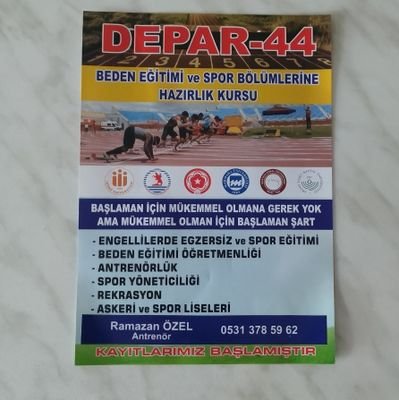 DEPAR-44
BEDEN EĞİTİMİ ve SPOR BÖLÜMLERİNE
HAZIRLIK KURSU
BAŞLAMAN İÇİN MÜKEMMEL OLMANA GEREK YOK
AMA MÜKEMMEL OLMAN İÇİN BAŞLAMAN ŞART
- ENGELLİLERDE EGZERSİZ ve SPOR EĞİTİMİ
- BEDEN EĞİTİMİ ÖĞRETMENLİĞİ
- ANTRENÖRLÜK
- SPOR YÖNETİCİLİĞİ
- REKRASYON
- ASKERİ ve SPOR LİSELERİ
Ramazan ÖZEL
Antrenör
0531 378 59 62
KAYITLARIMIZ BAŞLAMIŞTIR